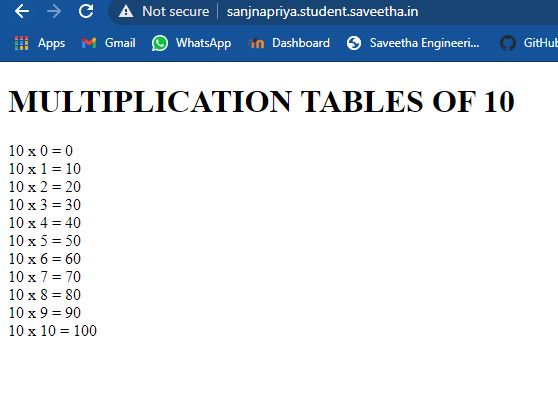 Not secure sanjnapriya.student.saveetha.in
Apps Gmail WhatsApp Dashboard Saveetha Engineeri... GitHub
MULTIPLICATION TABLES OF 10
10 x 0 = 0
10 x 1 = 10
10 x 2 = 20
10 x 3 = 30
10 x 4 = 40
10 x 5 = 50
10 x 6 = 60
10 x 7 = 70
10 x 8 = 80
10 x 9 = 90
10 x 10 = 100